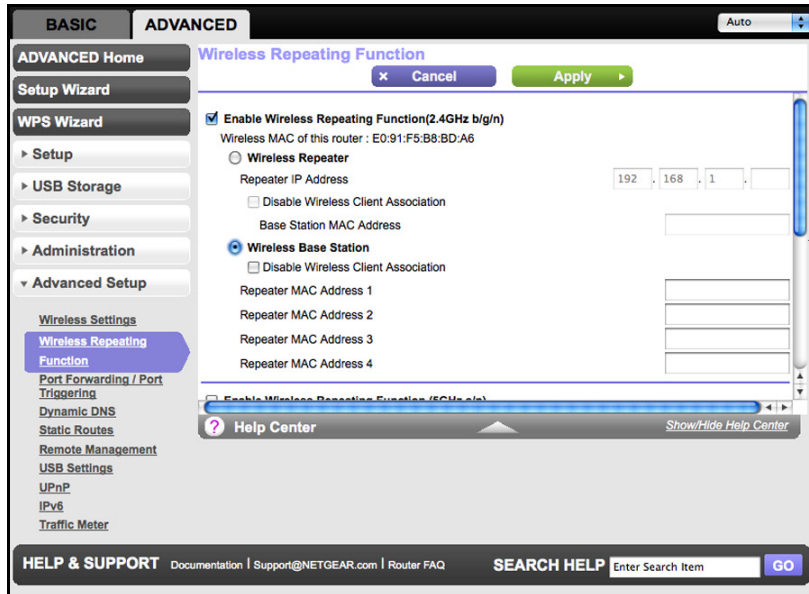 BASIC ADVANCED Auto
ADVANCED Home
Setup Wizard
WPS Wizard
Setup
USB Storage
Security
Administration
Advanced Setup
Wireless Settings
Wireless Repeating
Function
Port Forwarding / Port
Triggering
Dynamic DNS
Static Routes
Remote Management
USB Settings
UPnP
IPv6
Traffic Meter
Wireless Repeating Function
x Cancel Apply
Enable Wireless Repeating Function(2.4GHz b/g/n)
Wireless MAC of this router : E0:91:F5:B8:BD:A6
Wireless Repeater
Repeater IP Address 192 . 168 . 1 .
Disable Wireless Client Association
Base Station MAC Address
Wireless Base Station
Disable Wireless Client Association
Repeater MAC Address 1
Repeater MAC Address 2
Repeater MAC Address 3
Repeater MAC Address 4
Enable Wireless Repeating Function (5GHz a/n)
? Help Center Show/Hide Help Center
HELP & SUPPORT Documentation | Support@NETGEAR.com | Router FAQ SEARCH HELP Enter Search Item GO